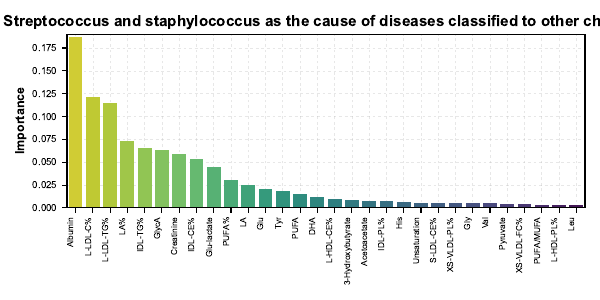 Streptococcus and staphylococcus as the cause of diseases classified to other ch
Importance
0.175
0.150
0.125
0.100
0.075
0.050
0.025
0.000
Albumin
L-LDL-C%
L-LDL-TG%
LA%
IDL-TG%
GlycA
Creatinine
IDL-CE%
Glu-lactate
PUFA%
LA
Glu
Tyr
PUFA
DHA
L-HDL-CE%
3-Hydroxybutyrate
Acetoacetate
IDL-PL%
His
Unsaturation
S-LDL-CE%
XS-VLDL-PL%
Gly
Val
Pyruvate
XS-VLDL-FC%
PUFA/MUFA
L-HDL-PL%
Leu